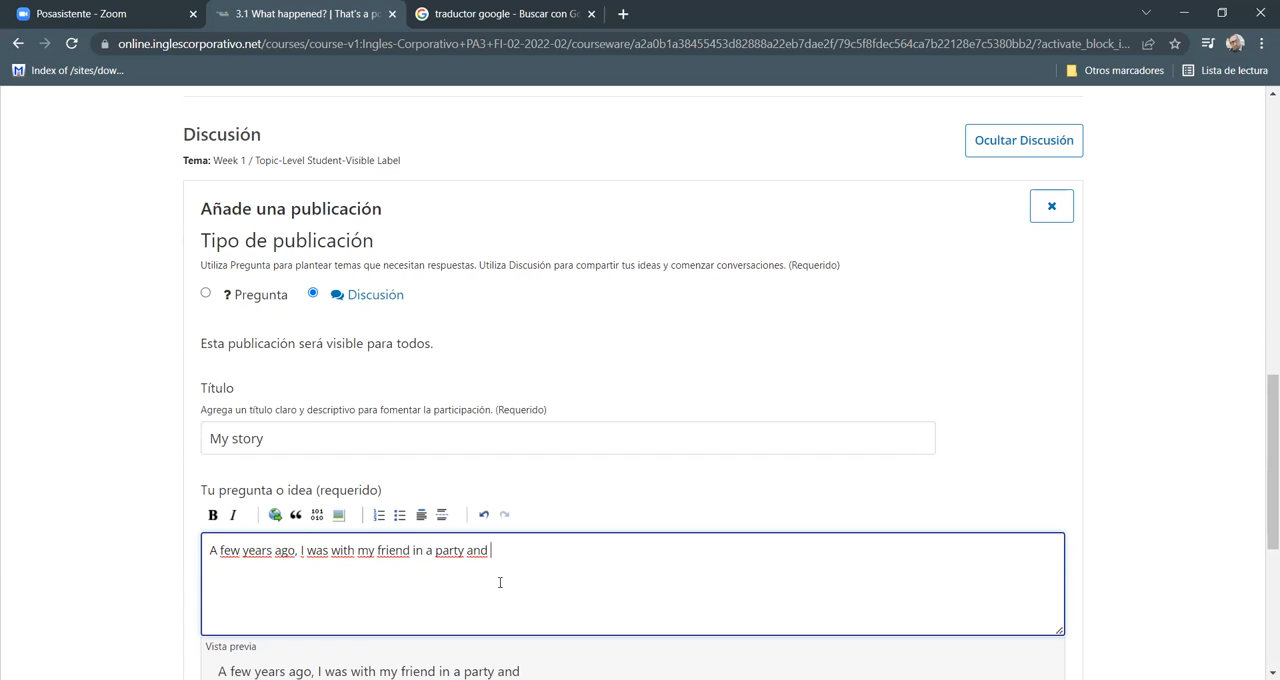 Posasistente - Zoom
3.1 What happened? | That's a po
traductor google - Buscar con Go
online.inglescorporativo.net/courses/course-v1:Ingles-Corporativo+PA3+FI-02-2022-02/courseware/a2a0b1a38455453d82888a22eb7dae2f/79c5f8fdec564ca7b22128e7c5380bb2/?activate_block_i...
Index of /sites/dow...
Otros marcadores
Lista de lectura
Discusión
Ocultar Discusión
Tema: Week 1 / Topic-Level Student-Visible Label
Añade una publicación
Tipo de publicación
Utiliza Pregunta para plantear temas que necesitan respuestas. Utiliza Discusión para compartir tus ideas y comenzar conversaciones. (Requerido)
? Pregunta
Discusión
Esta publicación será visible para todos.
Título
Agrega un título claro y descriptivo para fomentar la participación. (Requerido)
My story
Tu pregunta o idea (requerido)
B I
101
010
A few years ago, I was with my friend in a party and
Vista previa
A few years ago, I was with my friend in a party and